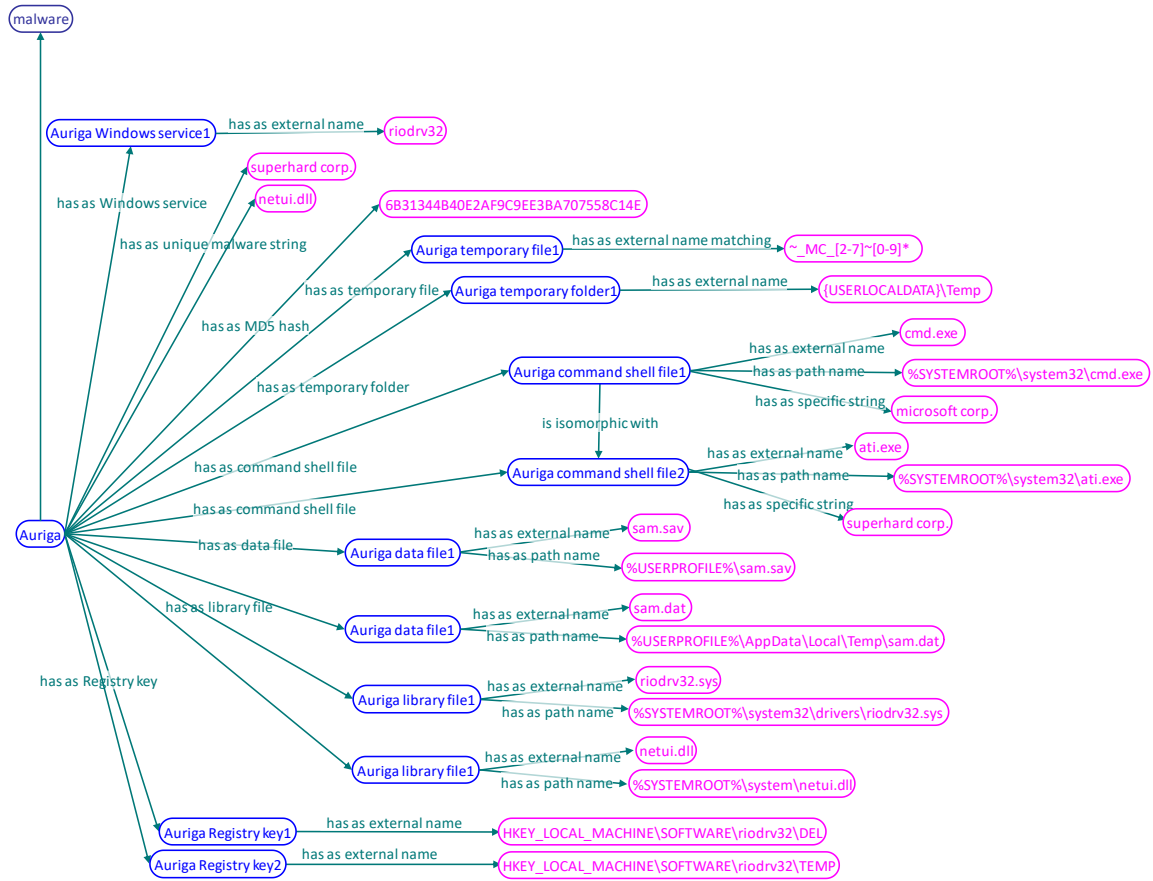 malware
Auriga Windows service1
has as external name
riodrv32
superhard corp.
netui.dll
has as Windows service
6B31344B40E2AF9C9EE3BA707558C14E
has as unique malware string
Auriga temporary file1
has as external name matching
~_MC_[2-7]~[0-9]*
has as temporary file
Auriga temporary folder1
has as external name
{USERLOCALDATA}\Temp
has as MD5 hash
cmd.exe
has as external name
Auriga command shell file1
has as path name
%SYSTEMROOT%\system32\cmd.exe
has as temporary folder
has as specific string
microsoft corp.
is isomorphic with
ati.exe
has as external name
has as command shell file
Auriga command shell file2
has as path name
%SYSTEMROOT%\system32\ati.exe
has as specific string
has as command shell file
superhard corp.
Auriga
has as external name
sam.sav
has as data file
Auriga data file1
has as path name
%USERPROFILE%\sam.sav
has as library file
has as external name
sam.dat
Auriga data file1
has as path name
%USERPROFILE%\AppData\Local\Temp\sam.dat
has as Registry key
has as external name
riodrv32.sys
Auriga library file1
has as path name
%SYSTEMROOT%\system32\drivers\riodrv32.sys
has as external name
netui.dll
Auriga library file1
has as path name
%SYSTEMROOT%\system\netui.dll
Auriga Registry key1
has as external name
HKEY_LOCAL_MACHINE\SOFTWARE\riodrv32\DEL
Auriga Registry key2
has as external name
HKEY_LOCAL_MACHINE\SOFTWARE\riodrv32\TEMP